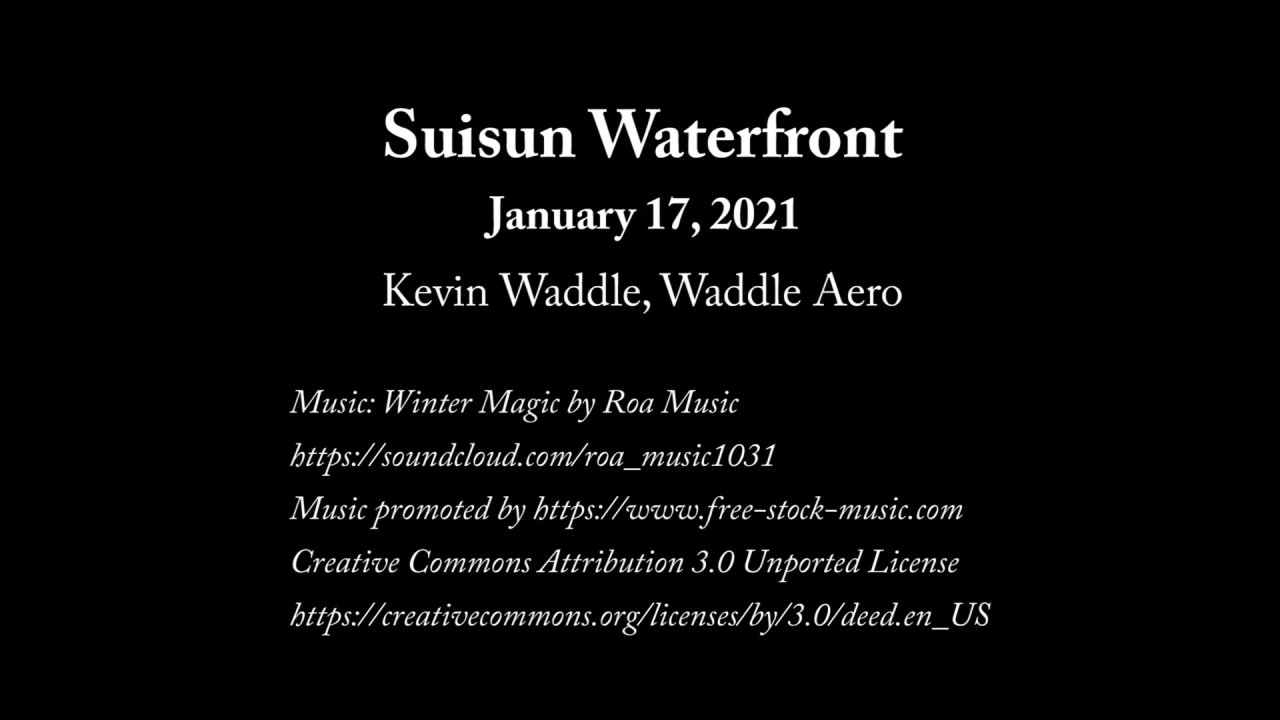 Suisun Waterfront
January 17, 2021
Kevin Waddle, Waddle Aero
Music: Winter Magic by Roa Music
https://soundcloud.com/roa_music1031
Music promoted by https://www.free-stock-music.com
Creative Commons Attribution 3.0 Unported License
https://creativecommons.org/licenses/by/3.0/deed.en_US